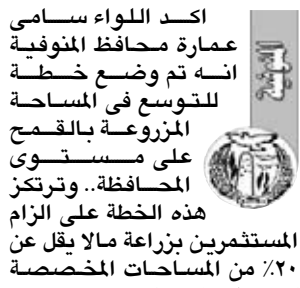 المنوفية
اكد اللواء سامى
عمارة محافظ المنوفية
انه تم وضع خطة
للتوسع فى المساحة
المزروعة بالقمح
على مستوى
المحافظة.. وترتكز
هذه الخطة على الزام
المستثمرين بزراعة مالا يقل عن
٢٠٪ من المساحات المخصصة